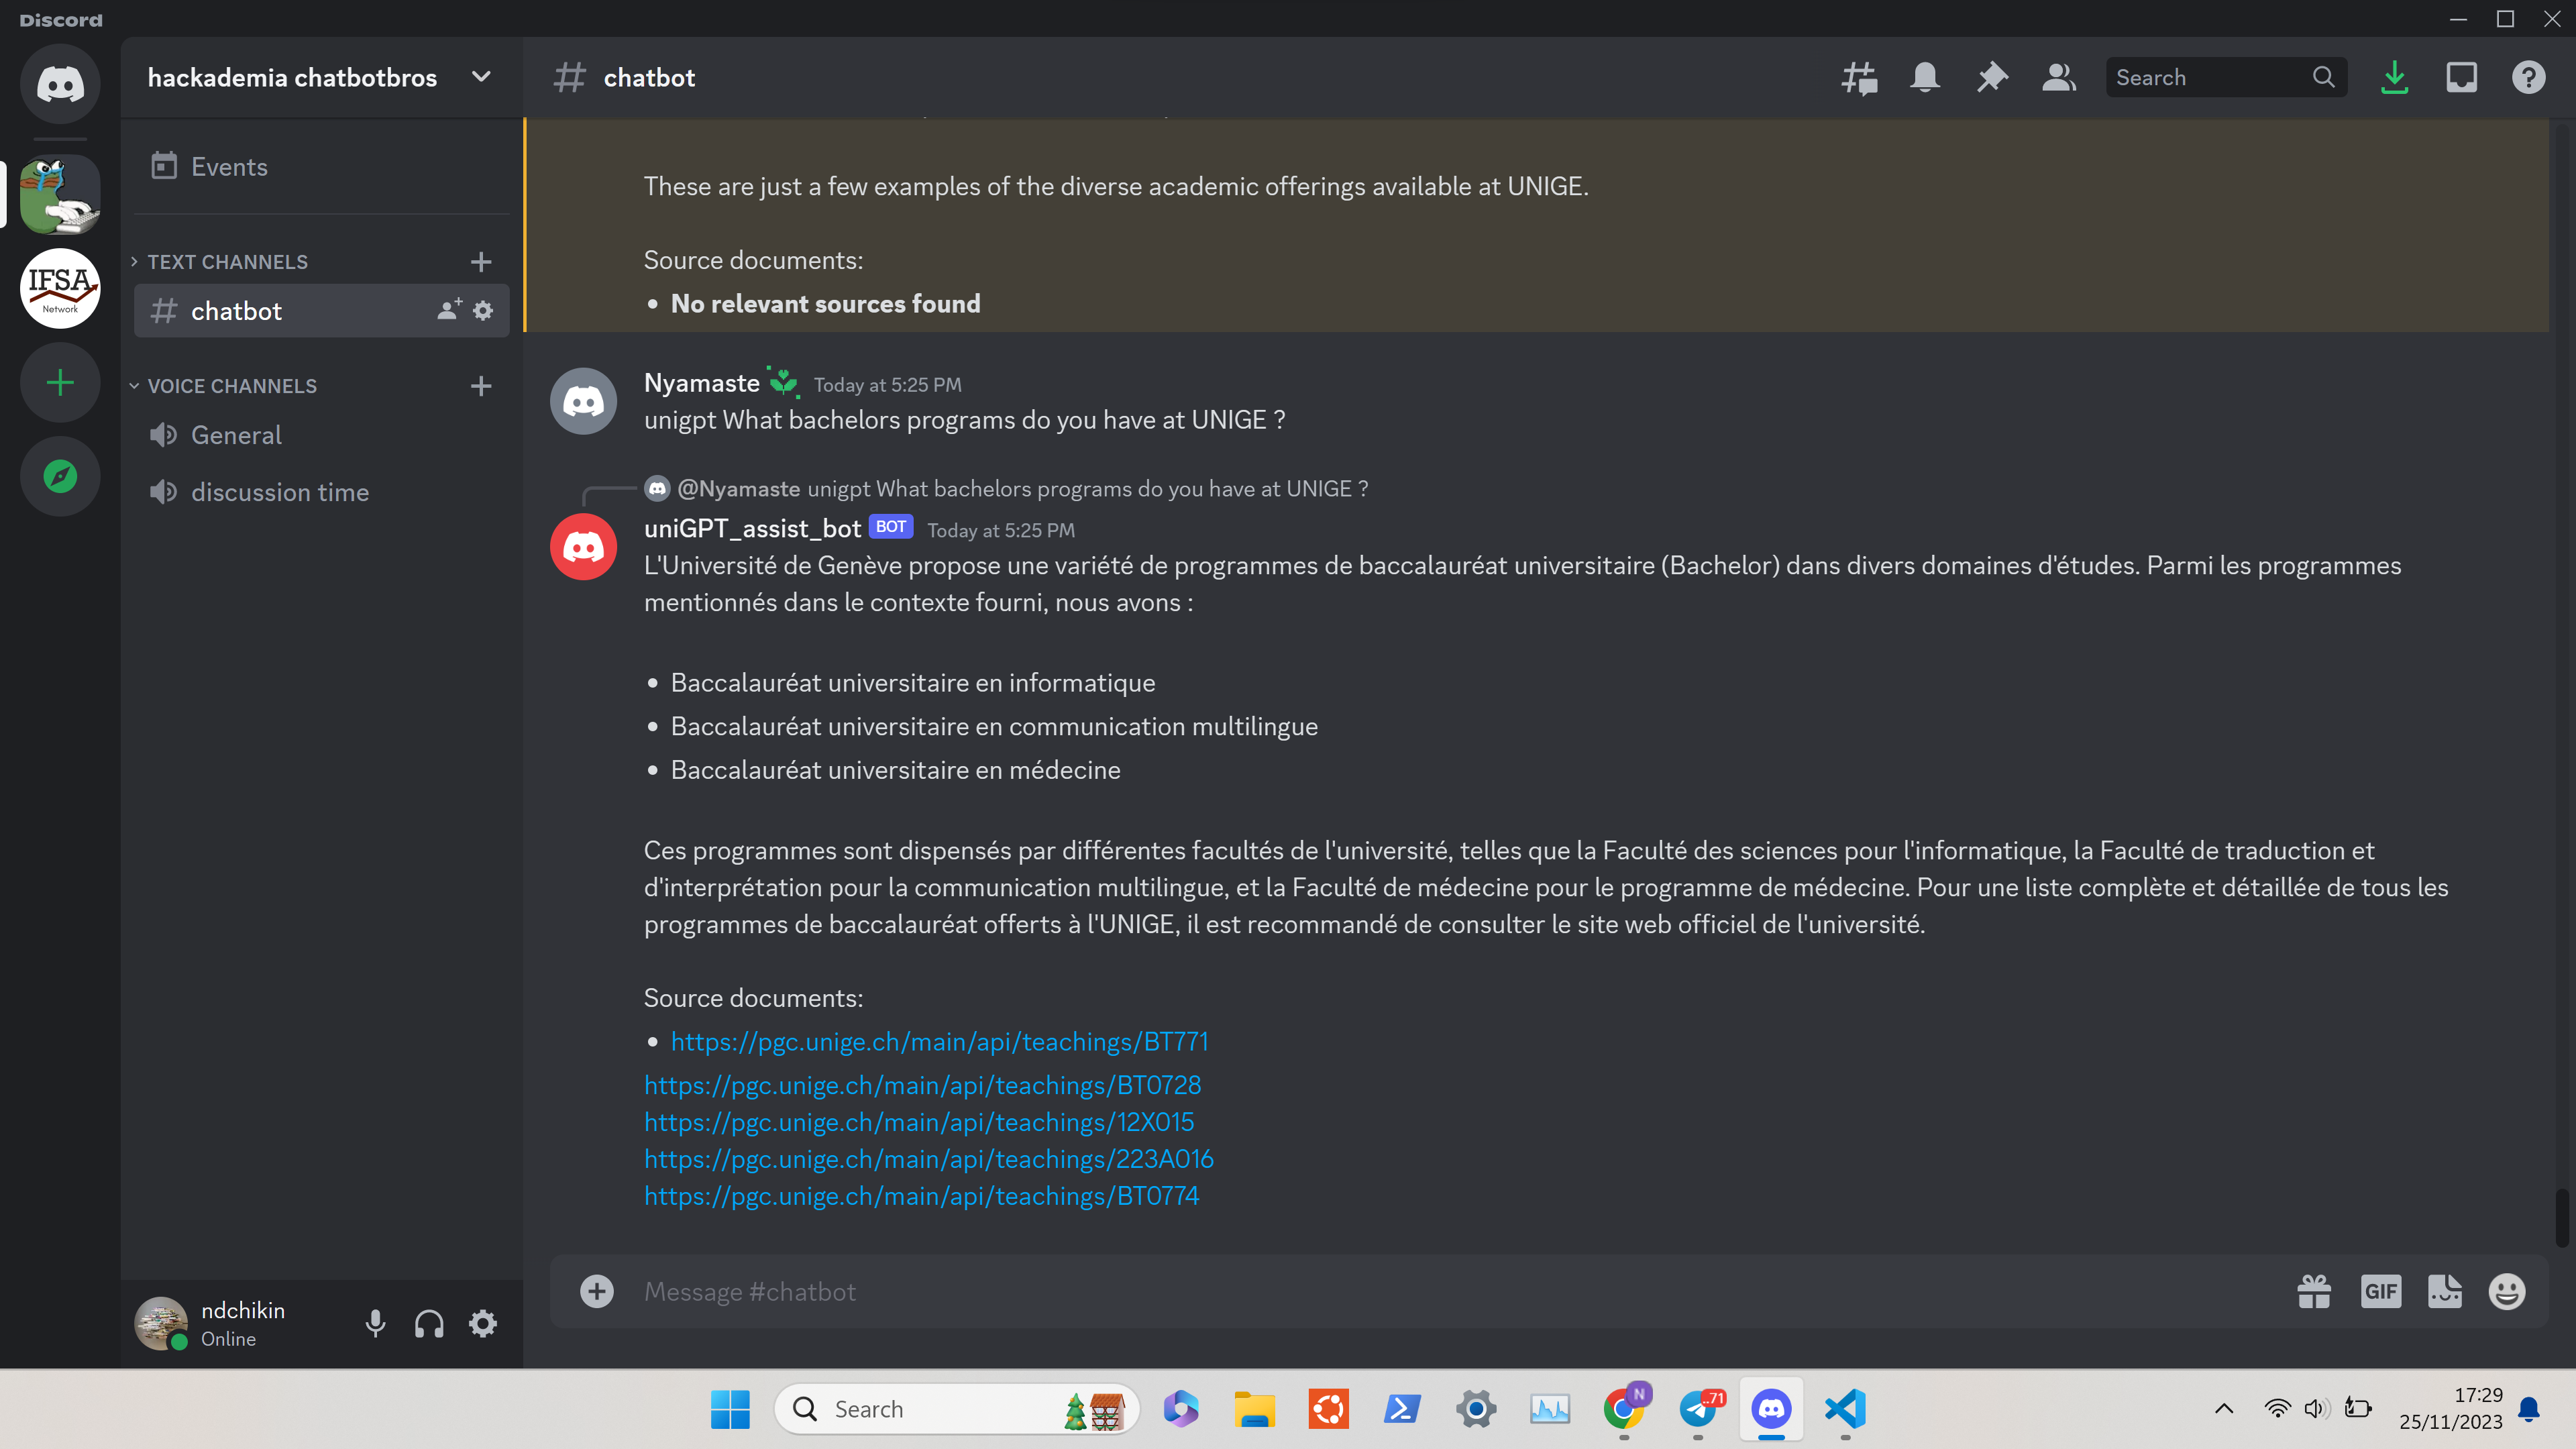 Discord
hackademia chatbotbros
chatbot
Search
Events
TEXT CHANNELS
chatbot
VOICE CHANNELS
General
discussion time
IFSA
Network
These are just a few examples of the diverse academic offerings available at UNIGE.
Source documents:
• No relevant sources found
Nyamaste Today at 5:25 PM
unigpt What bachelors programs do you have at UNIGE ?
@Nyamaste unigpt What bachelors programs do you have at UNIGE ?
uniGPT_assist_bot BOT Today at 5:25 PM
L'Université de Genève propose une variété de programmes de baccalauréat universitaire (Bachelor) dans divers domaines d'études. Parmi les programmes
mentionnés dans le contexte fourni, nous avons :
• Baccalauréat universitaire en informatique
• Baccalauréat universitaire en communication multilingue
• Baccalauréat universitaire en médecine
Ces programmes sont dispensés par différentes facultés de l'université, telles que la Faculté des sciences pour l'informatique, la Faculté de traduction et
d'interprétation pour la communication multilingue, et la Faculté de médecine pour le programme de médecine. Pour une liste complète et détaillée de tous les
programmes de baccalauréat offerts à l'UNIGE, il est recommandé de consulter le site web officiel de l'université.
Source documents:
• https://pgc.unige.ch/main/api/teachings/BT771
https://pgc.unige.ch/main/api/teachings/BT0728
https://pgc.unige.ch/main/api/teachings/12X015
https://pgc.unige.ch/main/api/teachings/223A016
https://pgc.unige.ch/main/api/teachings/BT0774
Message #chatbot
GIF
ndchikin
Online
Search
N
..71
17:29
25/11/2023